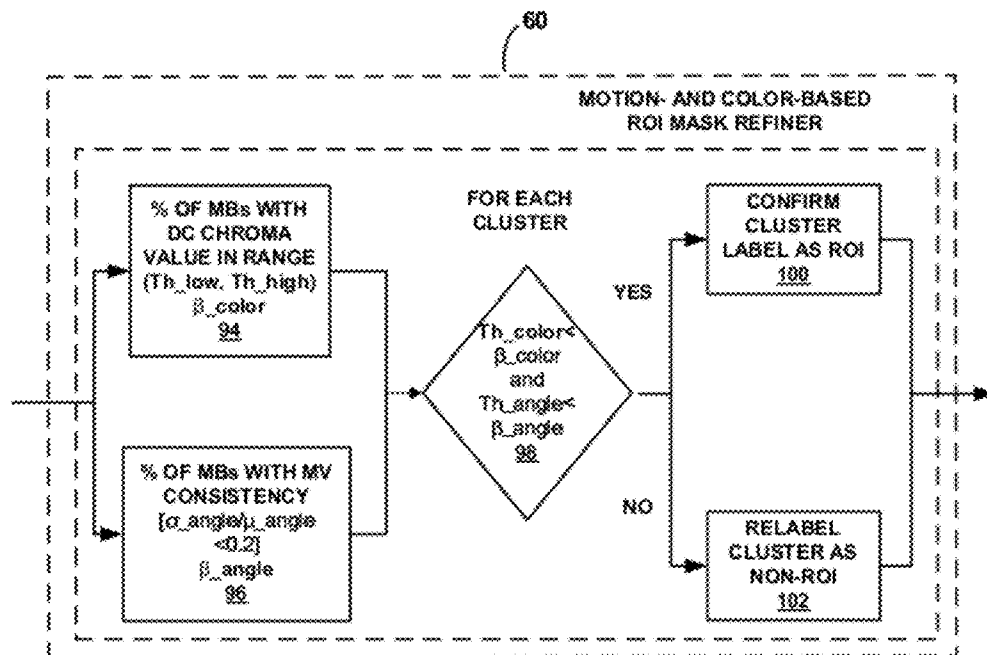 60
MOTION- AND COLOR-BASED
ROI MASK REFINER
% OF MBs WITH
DC CHROMA
VALUE IN RANGE
(Th_low, Th_high)
β_color
94
FOR EACH
CLUSTER
CONFIRM
CLUSTER
LABEL AS ROI
100
YES
Th_color<
β_color
and
Th_angle<
β_angle
98
% OF MBs WITH MV
CONSISTENCY
[σ_angle/μ_angle
<0.2]
β_angle
96
NO
RELABEL
CLUSTER AS
NON-ROI
102